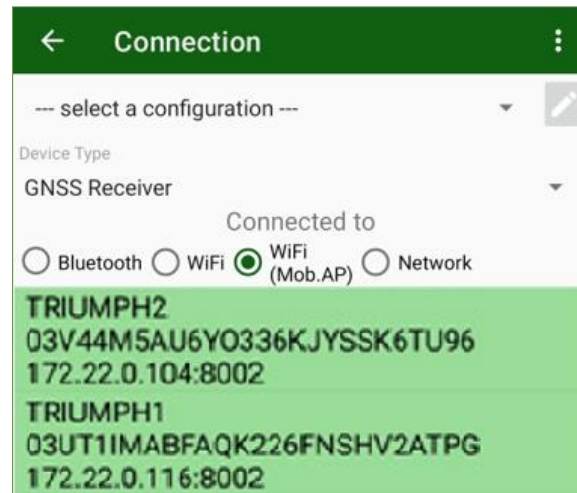 Connection
--- select a configuration ---
Device Type
GNSS Receiver
Connected to
Bluetooth WiFi WiFi (Mob.AP) Network
TRIUMPH2
03V44M5AU6YO336KJYSSK6TU96
172.22.0.104:8002
TRIUMPH1
03UT1IMABFAQK226FNSHV2ATPG
172.22.0.116:8002